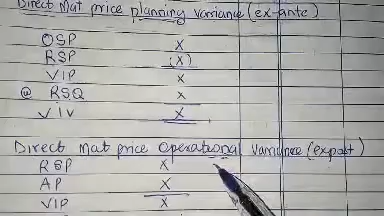 Direct Mat price planning variance (ex-ante)
OSP X
RSP (X)
VIP X
@ RSQ X
VIV X
Direct Mat price operational variance (expost)
RSP X
AP X
VIP X